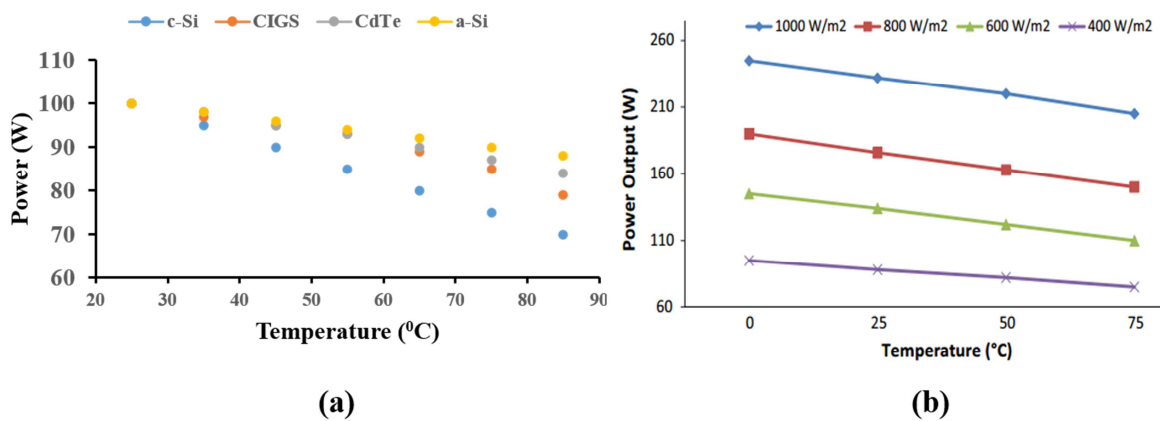 c-Si CIGS CdTe a-Si
110
100
90
80
70
60
20 30 40 50 60 70 80 90
Power (W)
Temperature (⁰C)
(a)
1000 W/m2 800 W/m2 600 W/m2 400 W/m2
260
210
160
110
60
0 25 50 75
Power Output (W)
Temperature (°C)
(b)